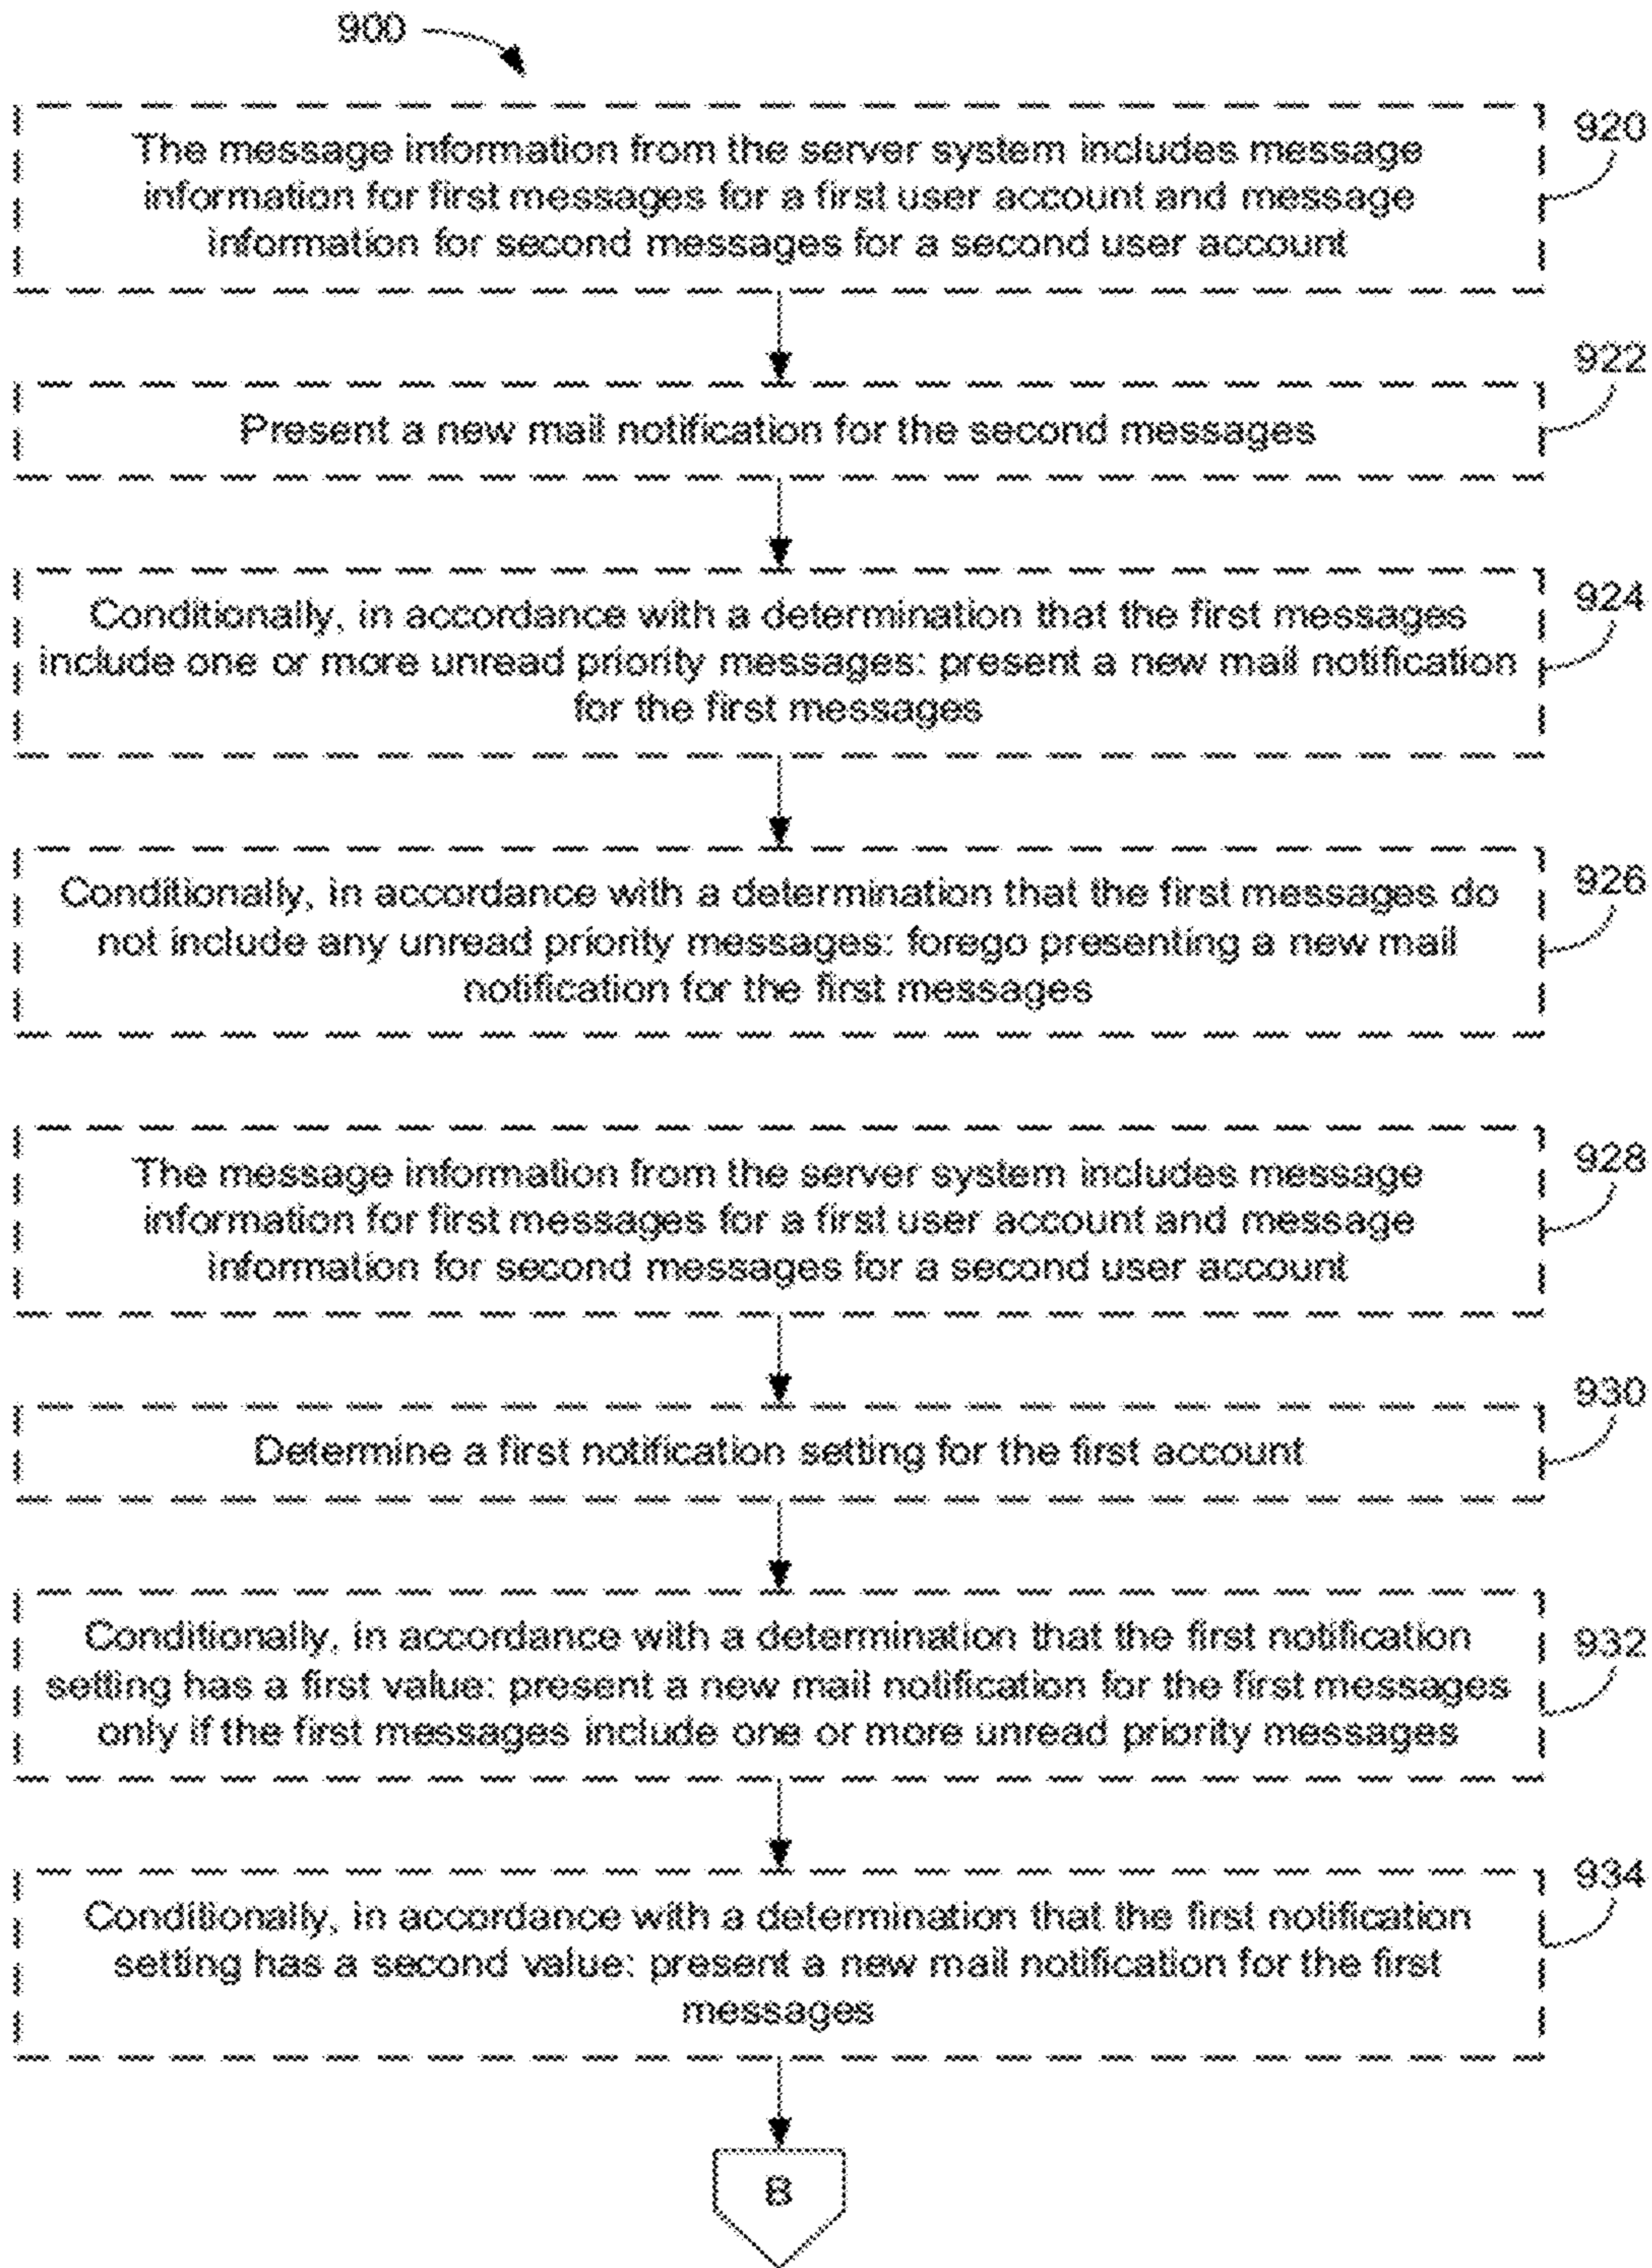 900
920
The message information from the server system includes message
information for first messages for a first user account and message
information for second messages for a second user account
922
Present a new mail notification for the second messages
924
Conditionally, in accordance with a determination that the first messages
include one or more unread priority messages: present a new mail notification
for the first messages
926
Conditionally, in accordance with a determination that the first messages do
not include any unread priority messages: forego presenting a new mail
notification for the first messages
928
The message information from the server system includes message
information for first messages for a first user account and message
information for second messages for a second user account
930
Determine a first notification setting for the first account
932
Conditionally, in accordance with a determination that the first notification
setting has a first value: present a new mail notification for the first messages
only if the first messages include one or more unread priority messages
934
Conditionally, in accordance with a determination that the first notification
setting has a second value: present a new mail notification for the first
messages
B